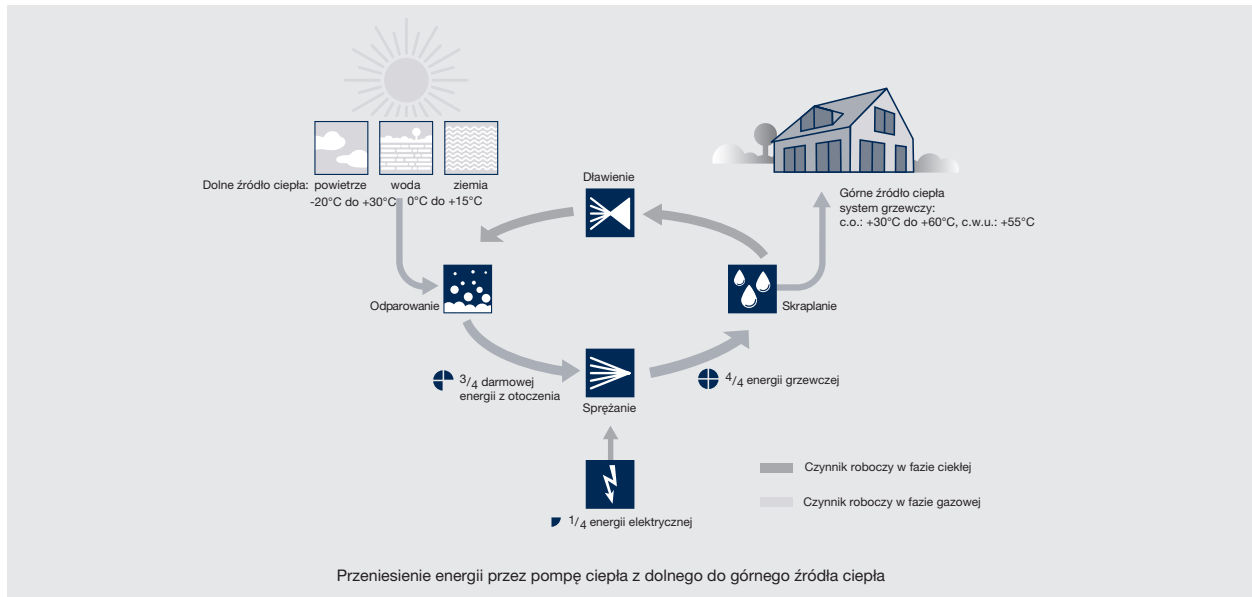 Dolne źródło ciepła: powietrze woda ziemia
-20°C do +30°C 0°C do +15°C
Dławienie
Górne źródło ciepła
system grzewczy:
c.o.: +30°C do +60°C, c.w.u.: +55°C
Odparowanie
Skraplanie
3/4 darmowej
energii z otoczenia
4/4 energii grzewczej
Sprężanie
1/4 energii elektrycznej
Czynnik roboczy w fazie ciekłej
Czynnik roboczy w fazie gazowej
Przeniesienie energii przez pompę ciepła z dolnego do górnego źródła ciepła